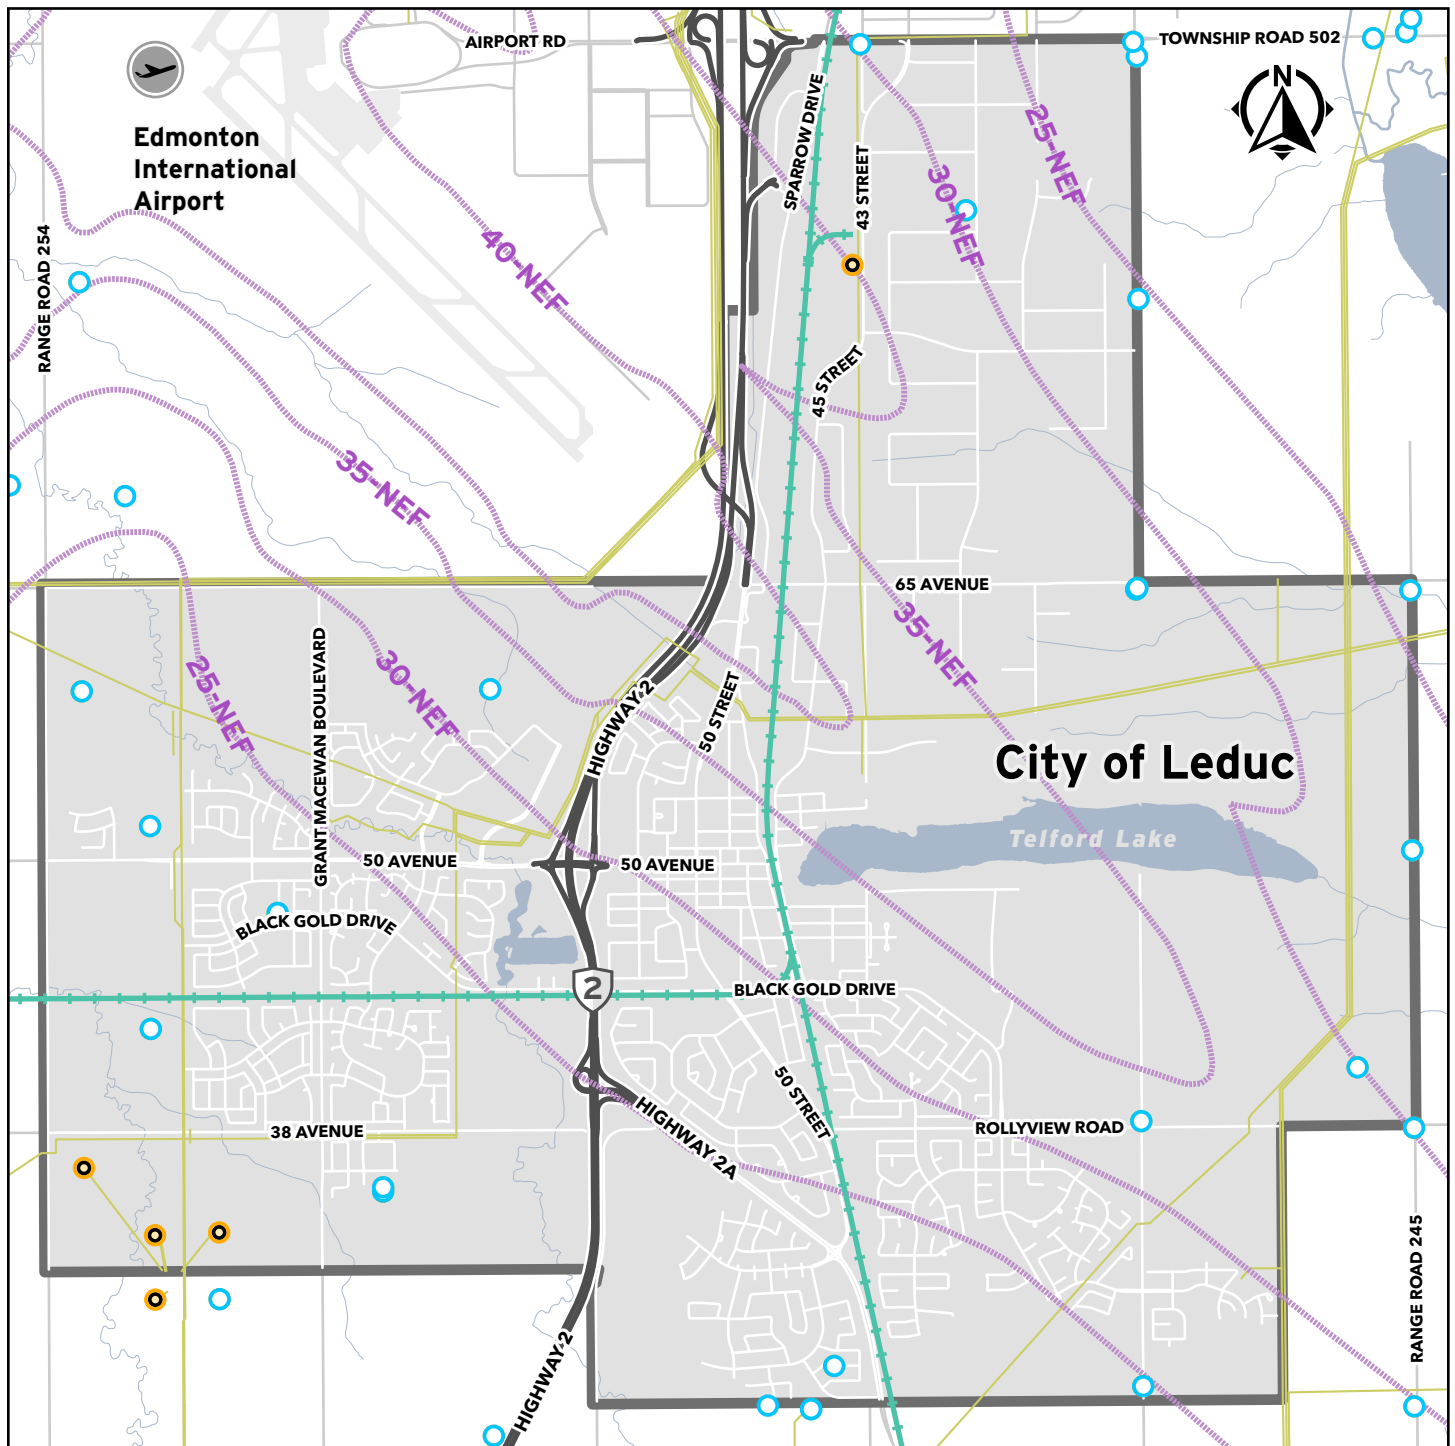 AIRPORT RD
TOWNSHIP ROAD 502
N
Edmonton
International
Airport
SPARROW DRIVE
43 STREET
25-NEF
30-NEF
RANGE ROAD 254
40-NEF
45 STREET
35-NEF
65 AVENUE
35-NEF
25-NEF
30-NEF
GRANT MACEWAN BOULEVARD
HIGHWAY 2
50 STREET
City of Leduc
Telford Lake
50 AVENUE
50 AVENUE
BLACK GOLD DRIVE
2
BLACK GOLD DRIVE
50 STREET
HIGHWAY 2A
38 AVENUE
ROLLYVIEW ROAD
RANGE ROAD 245
HIGHWAY 2